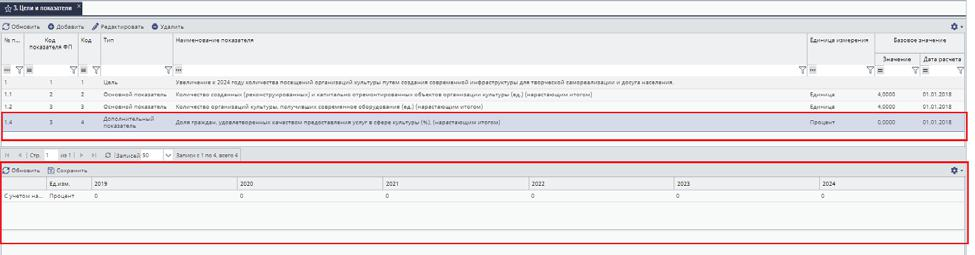 3. Цели и показатели ×
Обновить Добавить Редактировать Удалить
№ п... Код показателя ФП Код Тип Наименование показателя Единица измерения Базовое значение
Значение Дата расчета
1 1 1 Цель Увеличение к 2024 году количества посещений организаций культуры путем создания современной инфраструктуры для творческой самореализации и досуга населения.
1.1 2 2 Основной показатель Количество созданных (реконструированных) и капитально отремонтированных объектов организации культуры (ед.) (нарастающим итогом) Единица 4,0000 01.01.2018
1.2 3 3 Основной показатель Количество организаций культуры, получивших современное оборудование (ед.) (нарастающим итогом) Единица 4,0000 01.01.2018
1.4 3 4 Дополнительный показатель Доля граждан, удовлетворенных качеством предоставления услуг в сфере культуры (%), (нарастающим итогом) Процент 0,0000 01.01.2018
Стр. 1 из 1 Записей 50 Записи с 1 по 4, всего 4
Обновить Сохранить
Ед.изм. 2019 2020 2021 2022 2023 2024
С учетом на... Процент 0 0 0 0 0 0